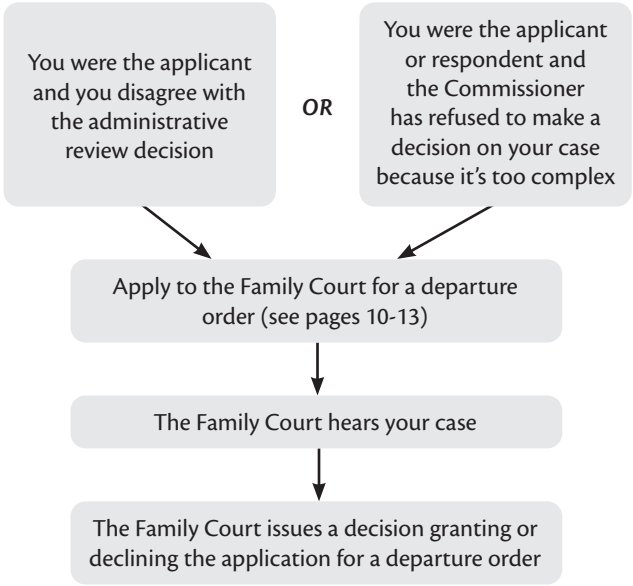 You were the applicant
and you disagree with
the administrative
review decision
OR
You were the applicant
or respondent and
the Commissioner
has refused to make a
decision on your case
because it's too complex
Apply to the Family Court for a departure
order (see pages 10-13)
The Family Court hears your case
The Family Court issues a decision granting or
declining the application for a departure order